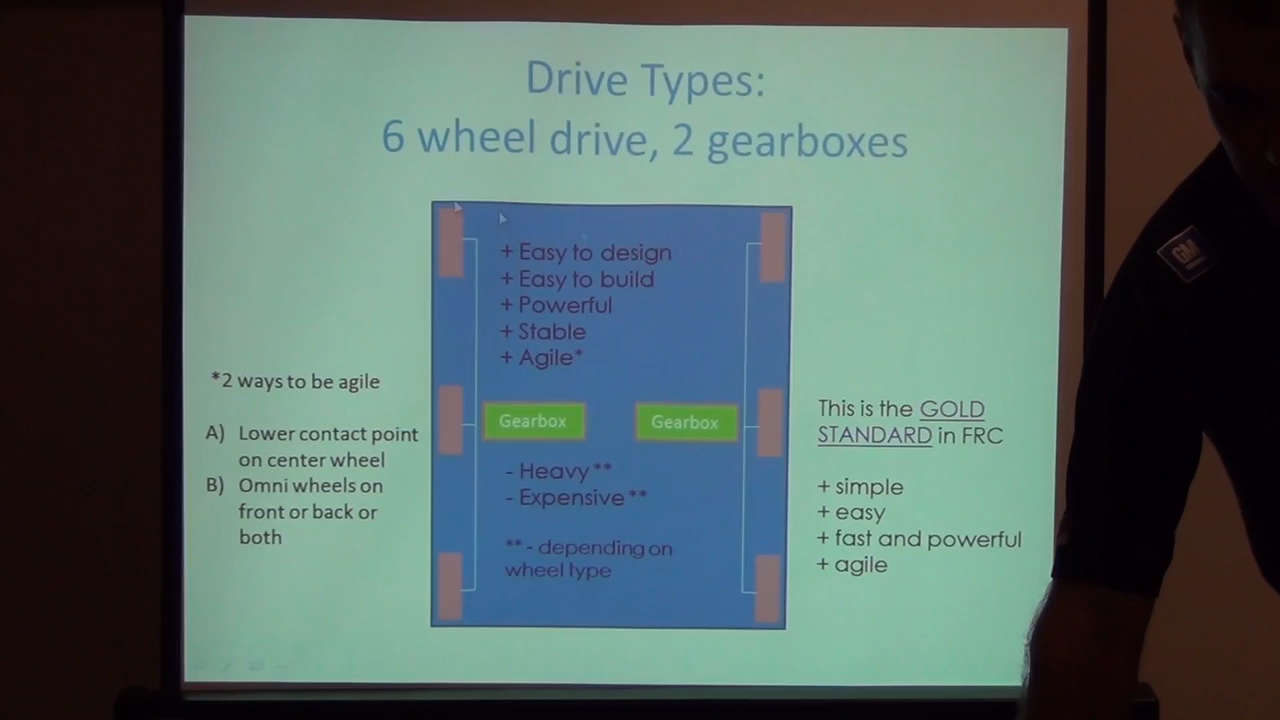 Drive Types:
6 wheel drive, 2 gearboxes
+ Easy to design
+ Easy to build
+ Powerful
+ Stable
+ Agile*
Gearbox
Gearbox
- Heavy**
- Expensive**
** - depending on
wheel type
*2 ways to be agile
A) Lower contact point
on center wheel
B) Omni wheels on
front or back or
both
This is the GOLD
STANDARD in FRC
+ simple
+ easy
+ fast and powerful
+ agile
GM